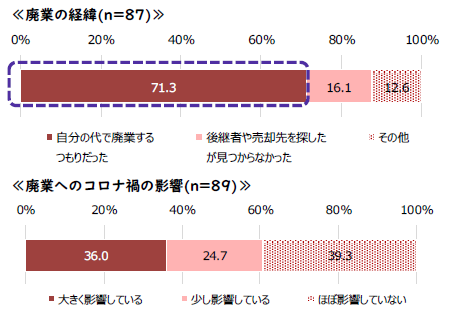 ≪廃業の経緯(n=87)≫
0% 20% 40% 60% 80% 100%
71.3 16.1 12.6
自分の代で廃業する 後継者や売却先を探した その他
つもりだった が見つからなかった
≪廃業へのコロナ禍の影響(n=89)≫
0% 20% 40% 60% 80% 100%
36.0 24.7 39.3
大きく影響している 少し影響している ほぼ影響していない